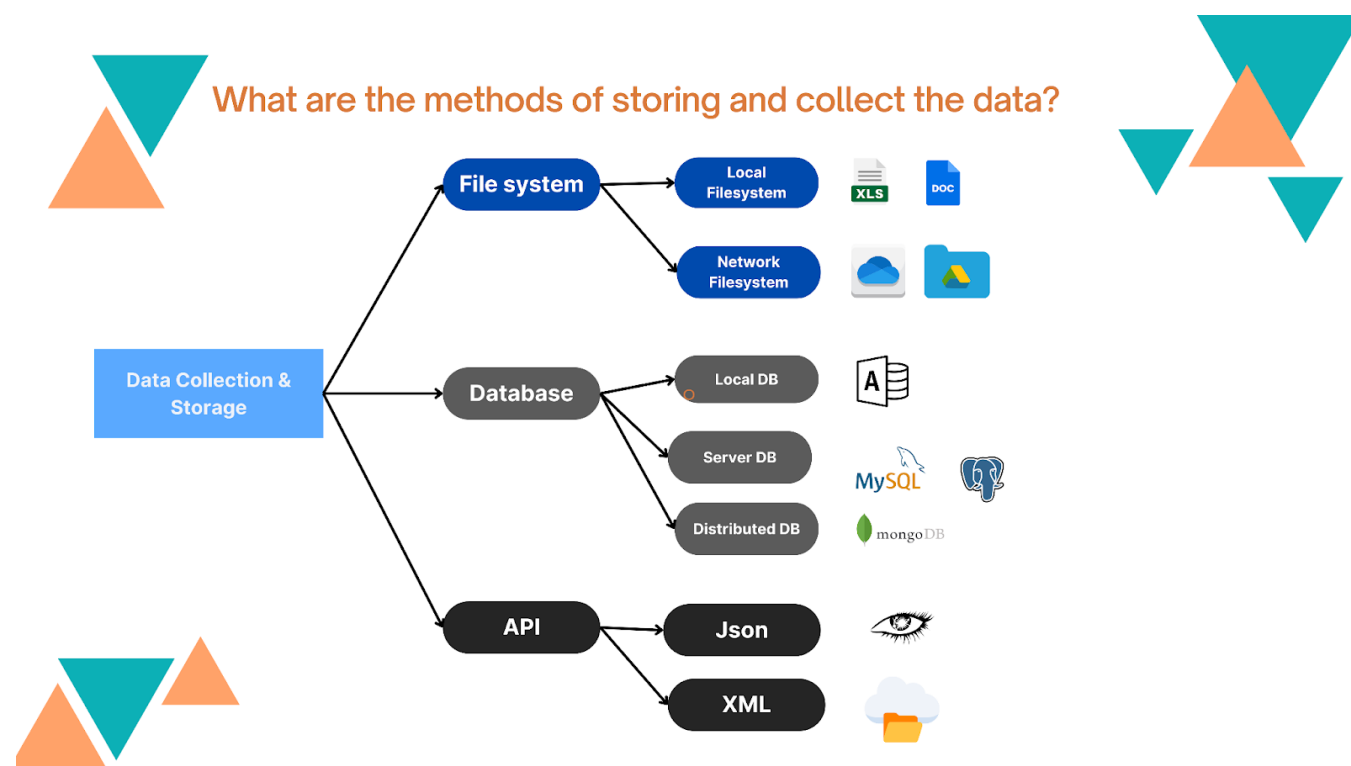 What are the methods of storing and collect the data?
File system
Local
Filesystem
XLS
DOC
Network
Filesystem
Data Collection &
Storage
Database
Local DB
A
Server DB
MySQL
Distributed DB
mongoDB
API
Json
XML